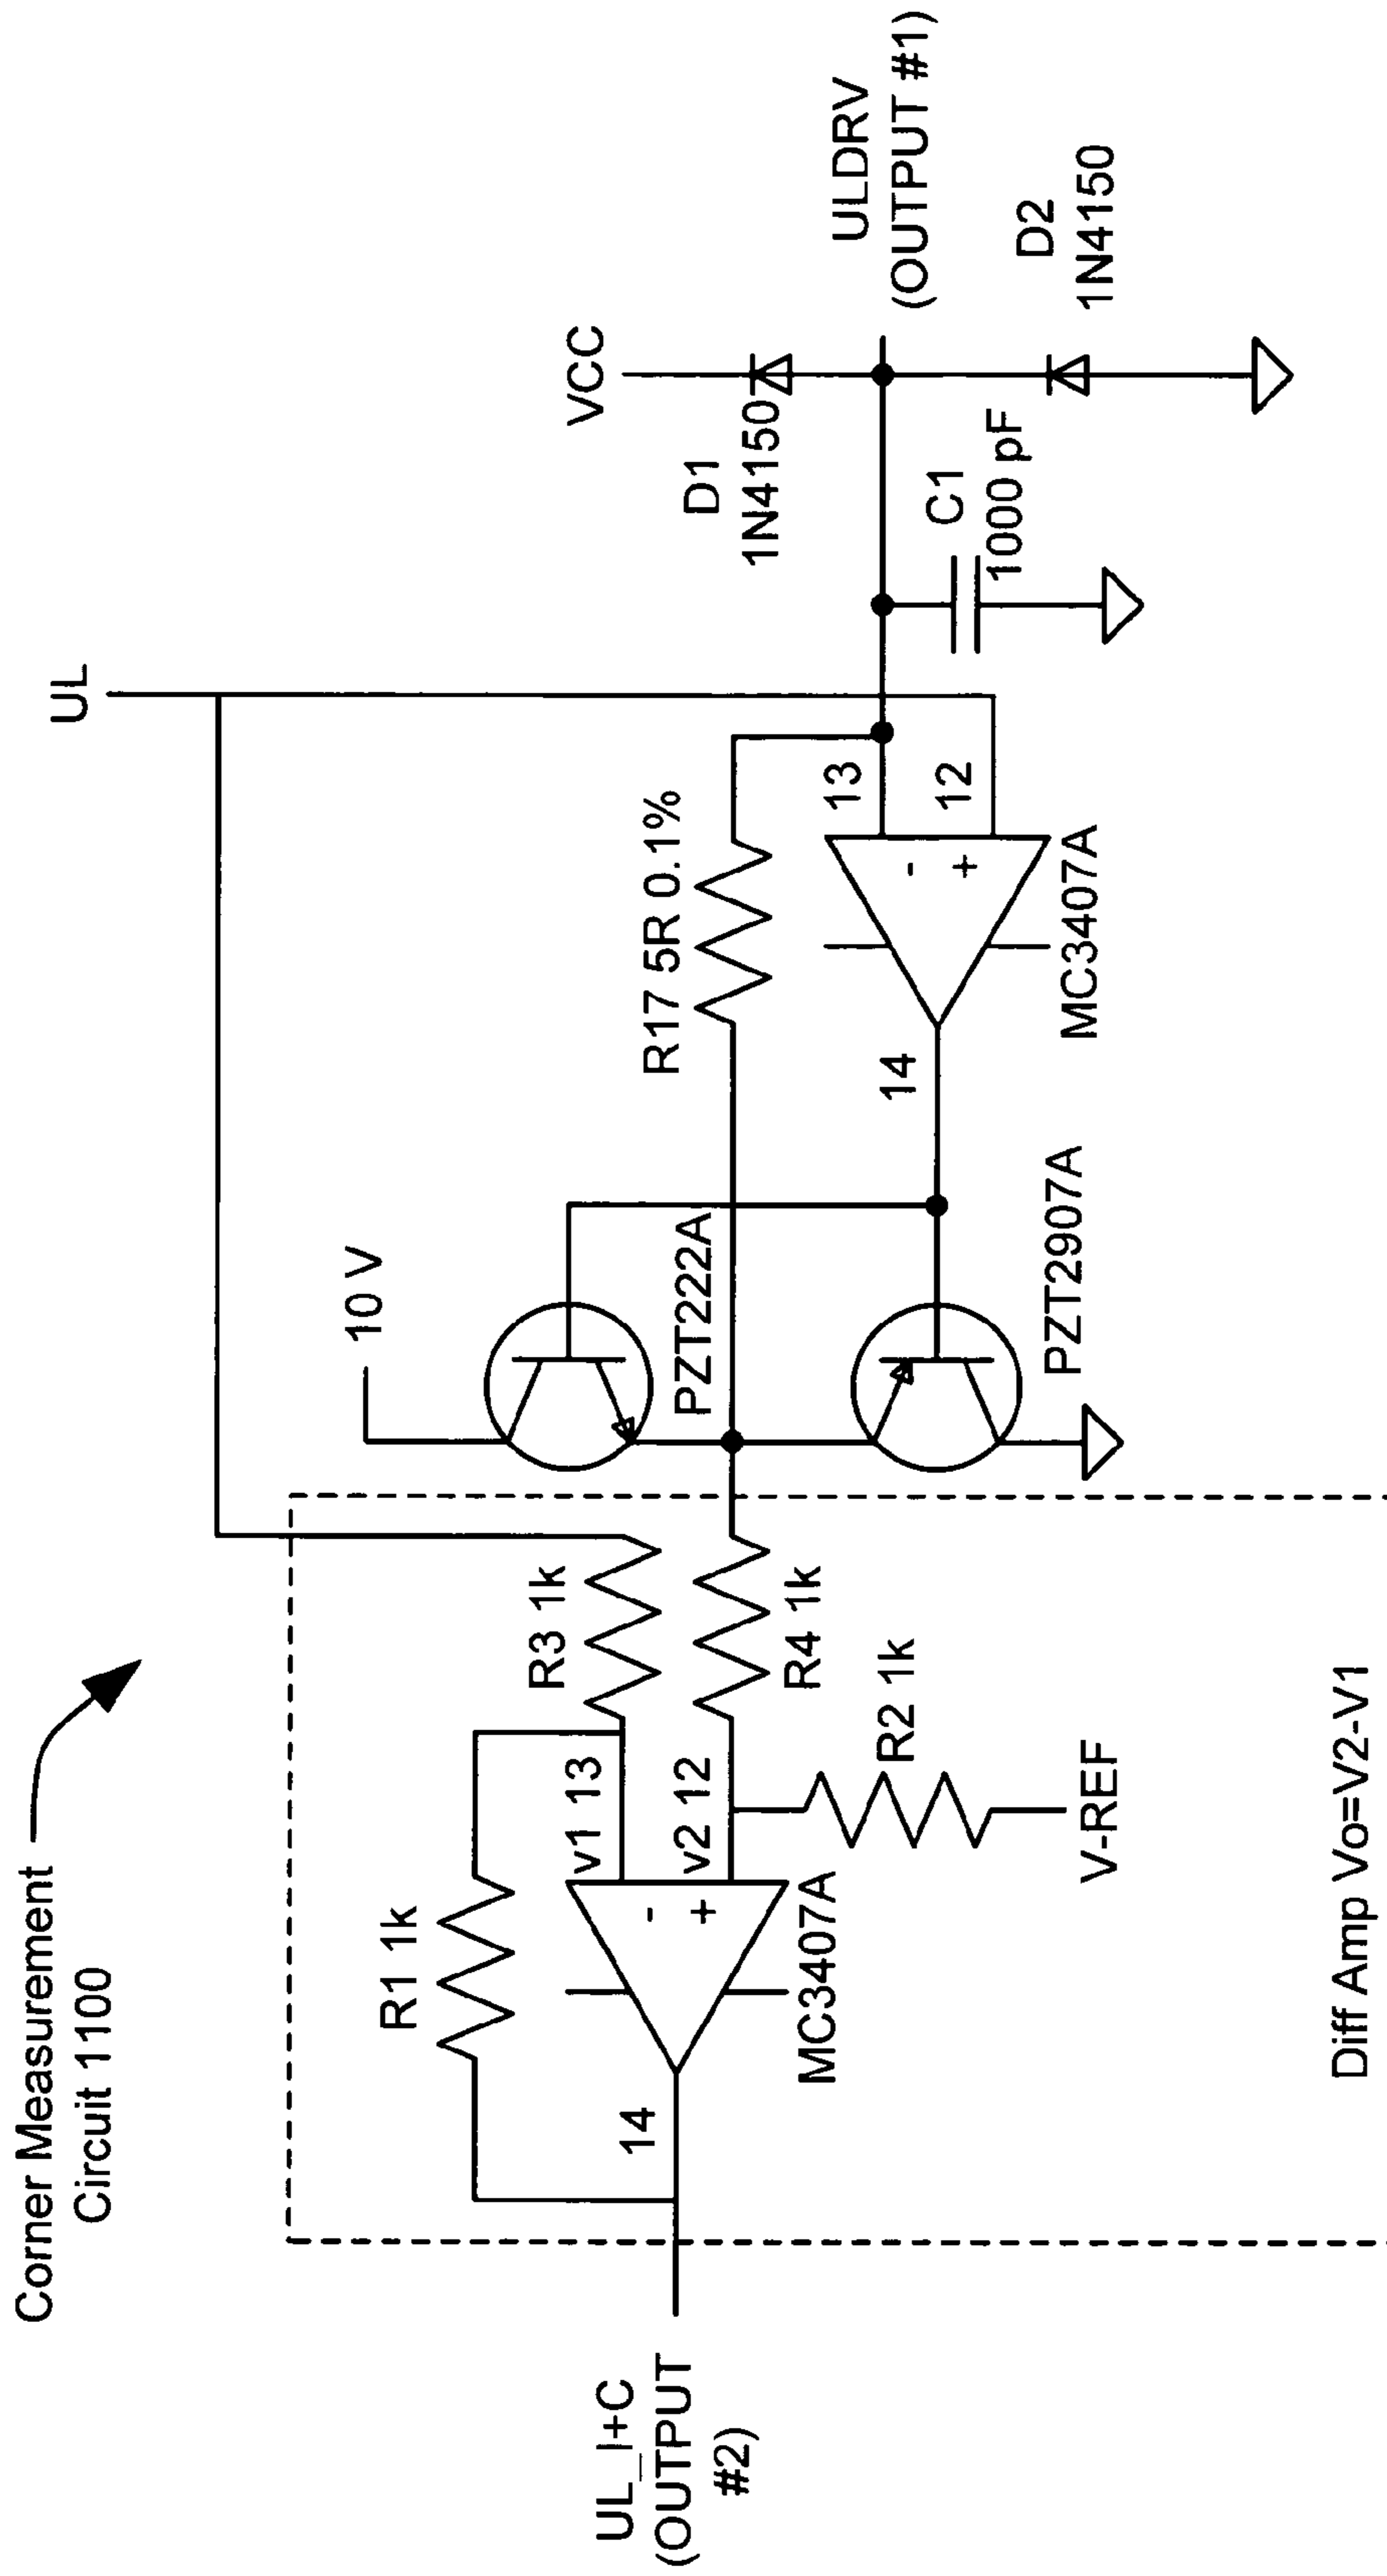 Corner Measurement
Circuit 1100
UL
10 V
VCC
UL_I+C
(OUTPUT
#2)
14
R1 1k
v1 13
v2 12
-
+
MC3407A
R3 1k
R4 1k
R2 1k
V-REF
Diff Amp Vo=V2-V1
PZT222A
PZT2907A
R17 5R 0.1%
14
13
12
-
+
MC3407A
C1
1000 pF
D1
1N4150
ULDRV
(OUTPUT #1)
D2
1N4150